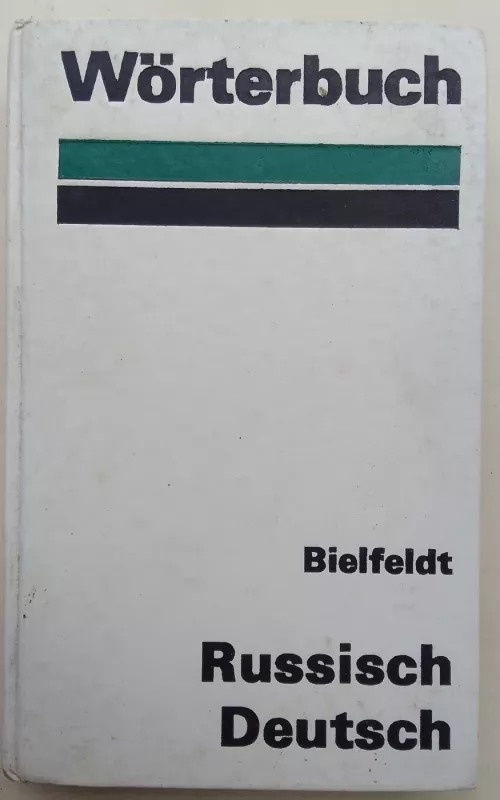 Wörterbuch
Bielfeldt
Russisch
Deutsch